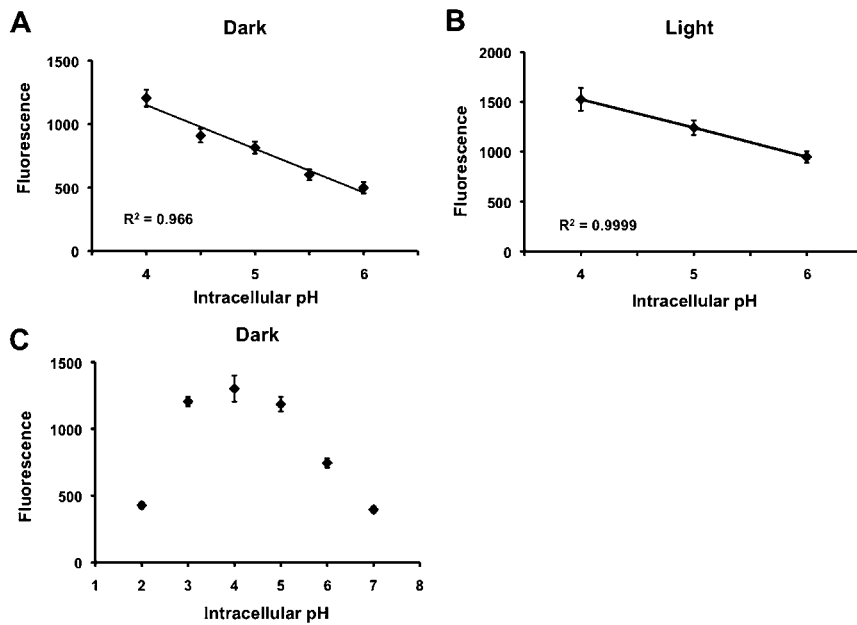 A
Dark
1500
1000
500
0
Fluorescence
R² = 0.966
4 5 6
Intracellular pH
B
Light
2000
1500
1000
500
0
Fluorescence
R² = 0.9999
4 5 6
Intracellular pH
C
Dark
1500
1000
500
0
Fluorescence
1 2 3 4 5 6 7 8
Intracellular pH